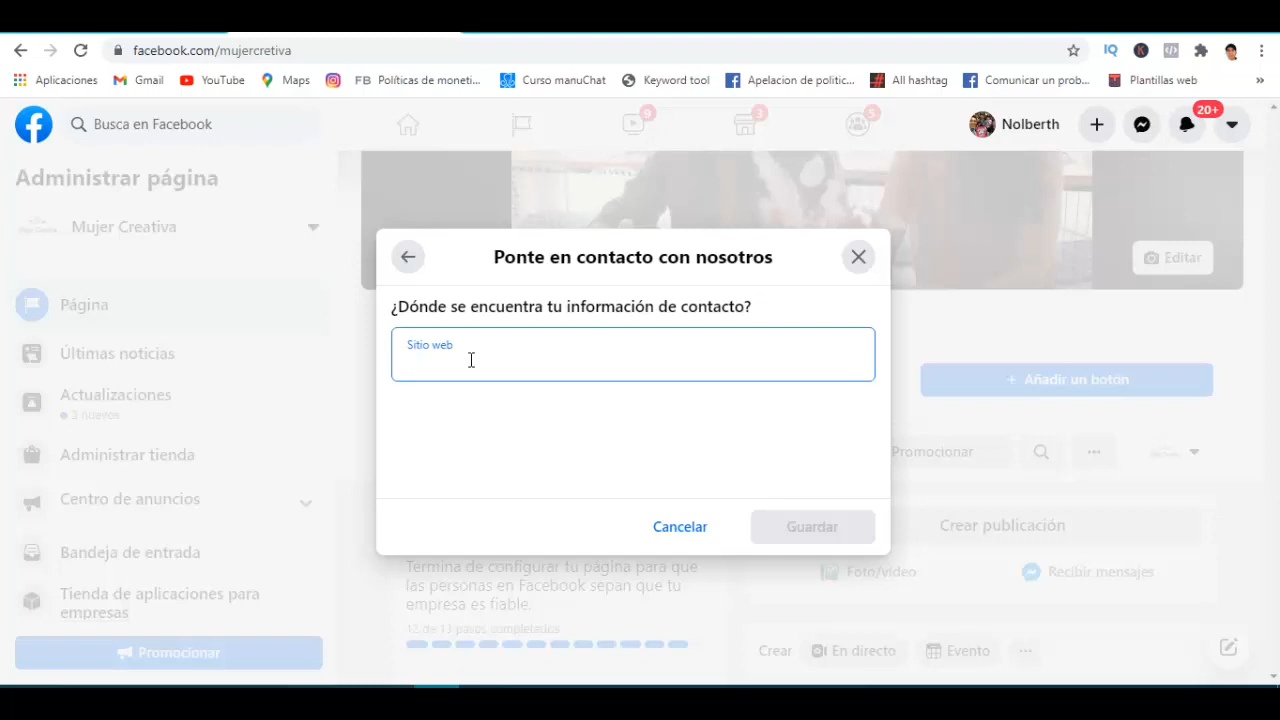 facebook.com/mujercretiva
Aplicaciones
Gmail
YouTube
Maps
FB Políticas de moneti...
Curso manuChat
Keyword tool
Apelacion de politic...
All hashtag
Comunicar un prob...
Plantillas web
»
Busca en Facebook
9
3
5
Nolberth
20+
Administrar página
Mujer Creativa
Editar
Ponte en contacto con nosotros
¿Dónde se encuentra tu información de contacto?
Sitio web
Cancelar
Guardar
Página
Últimas noticias
Actualizaciones
3 nuevos
Administrar tienda
Centro de anuncios
Bandeja de entrada
Tienda de aplicaciones para
empresas
Promocionar
+ Añadir un botón
Promocionar
Crear publicación
Foto/video
Recibir mensajes
Termina de configurar tu página para que
las personas en Facebook sepan que tu
empresa es fiable.
12 de 13 pasos completados
Crear
En directo
Evento